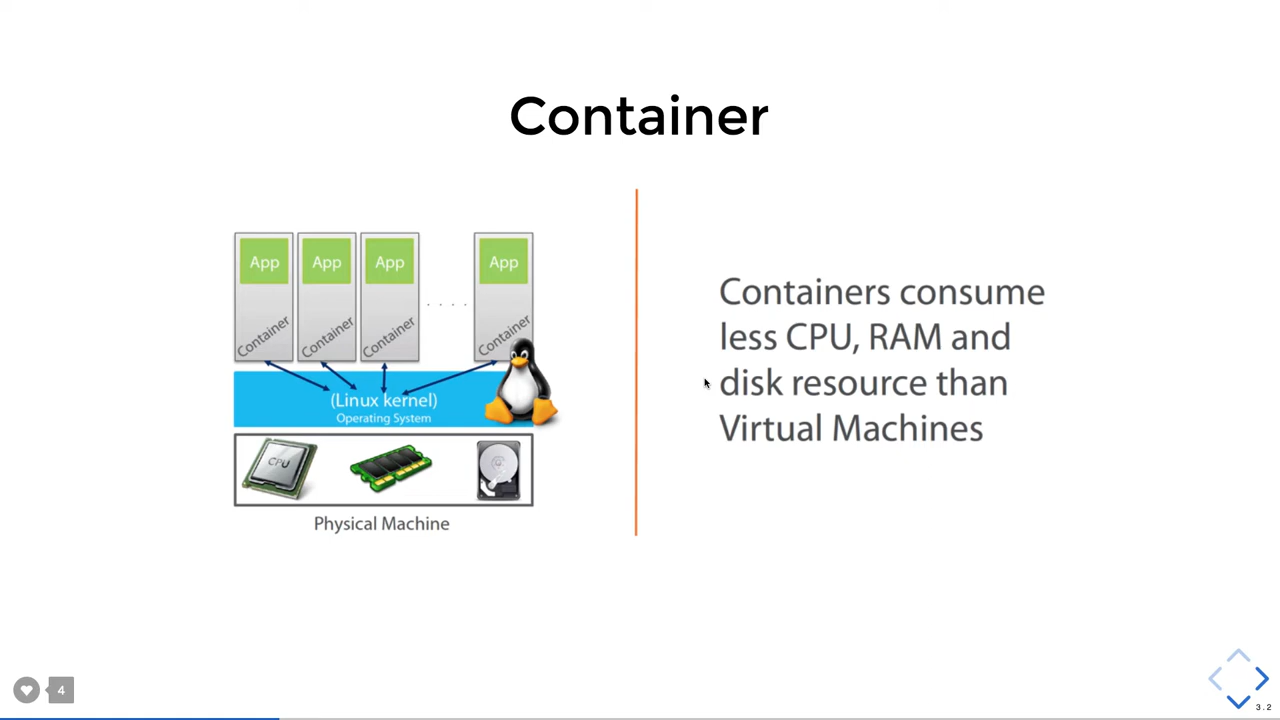 Container
App App App App
Container Container Container Container
. . . .
(Linux kernel)
Operating System
CPU
Physical Machine
Containers consume
less CPU, RAM and
disk resource than
Virtual Machines
4
3.2